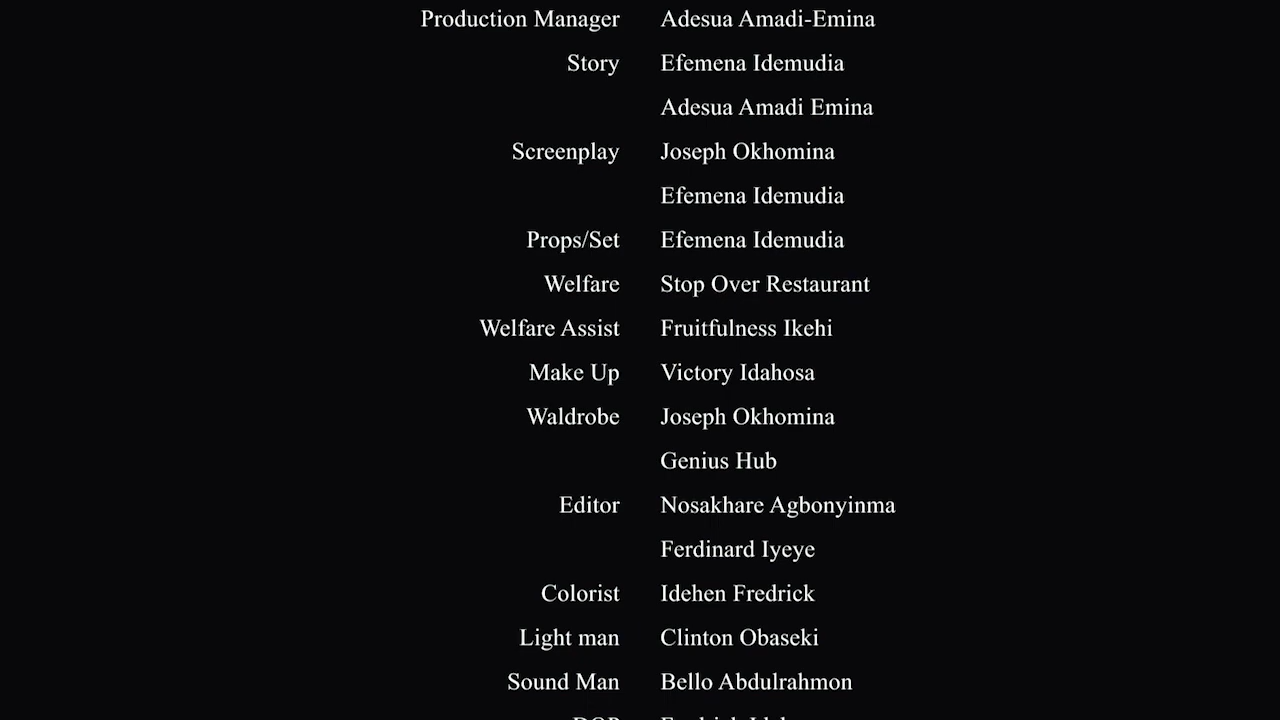 Production Manager Adesua Amadi-Emina
Story Efemena Idemudia
Adesua Amadi Emina
Screenplay Joseph Okhomina
Efemena Idemudia
Props/Set Efemena Idemudia
Welfare Stop Over Restaurant
Welfare Assist Fruitfulness Ikehi
Make Up Victory Idahosa
Waldrobe Joseph Okhomina
Genius Hub
Editor Nosakhare Agbonyinma
Ferdinard Iyeye
Colorist Idehen Fredrick
Light man Clinton Obaseki
Sound Man Bello Abdulrahmon
DOP